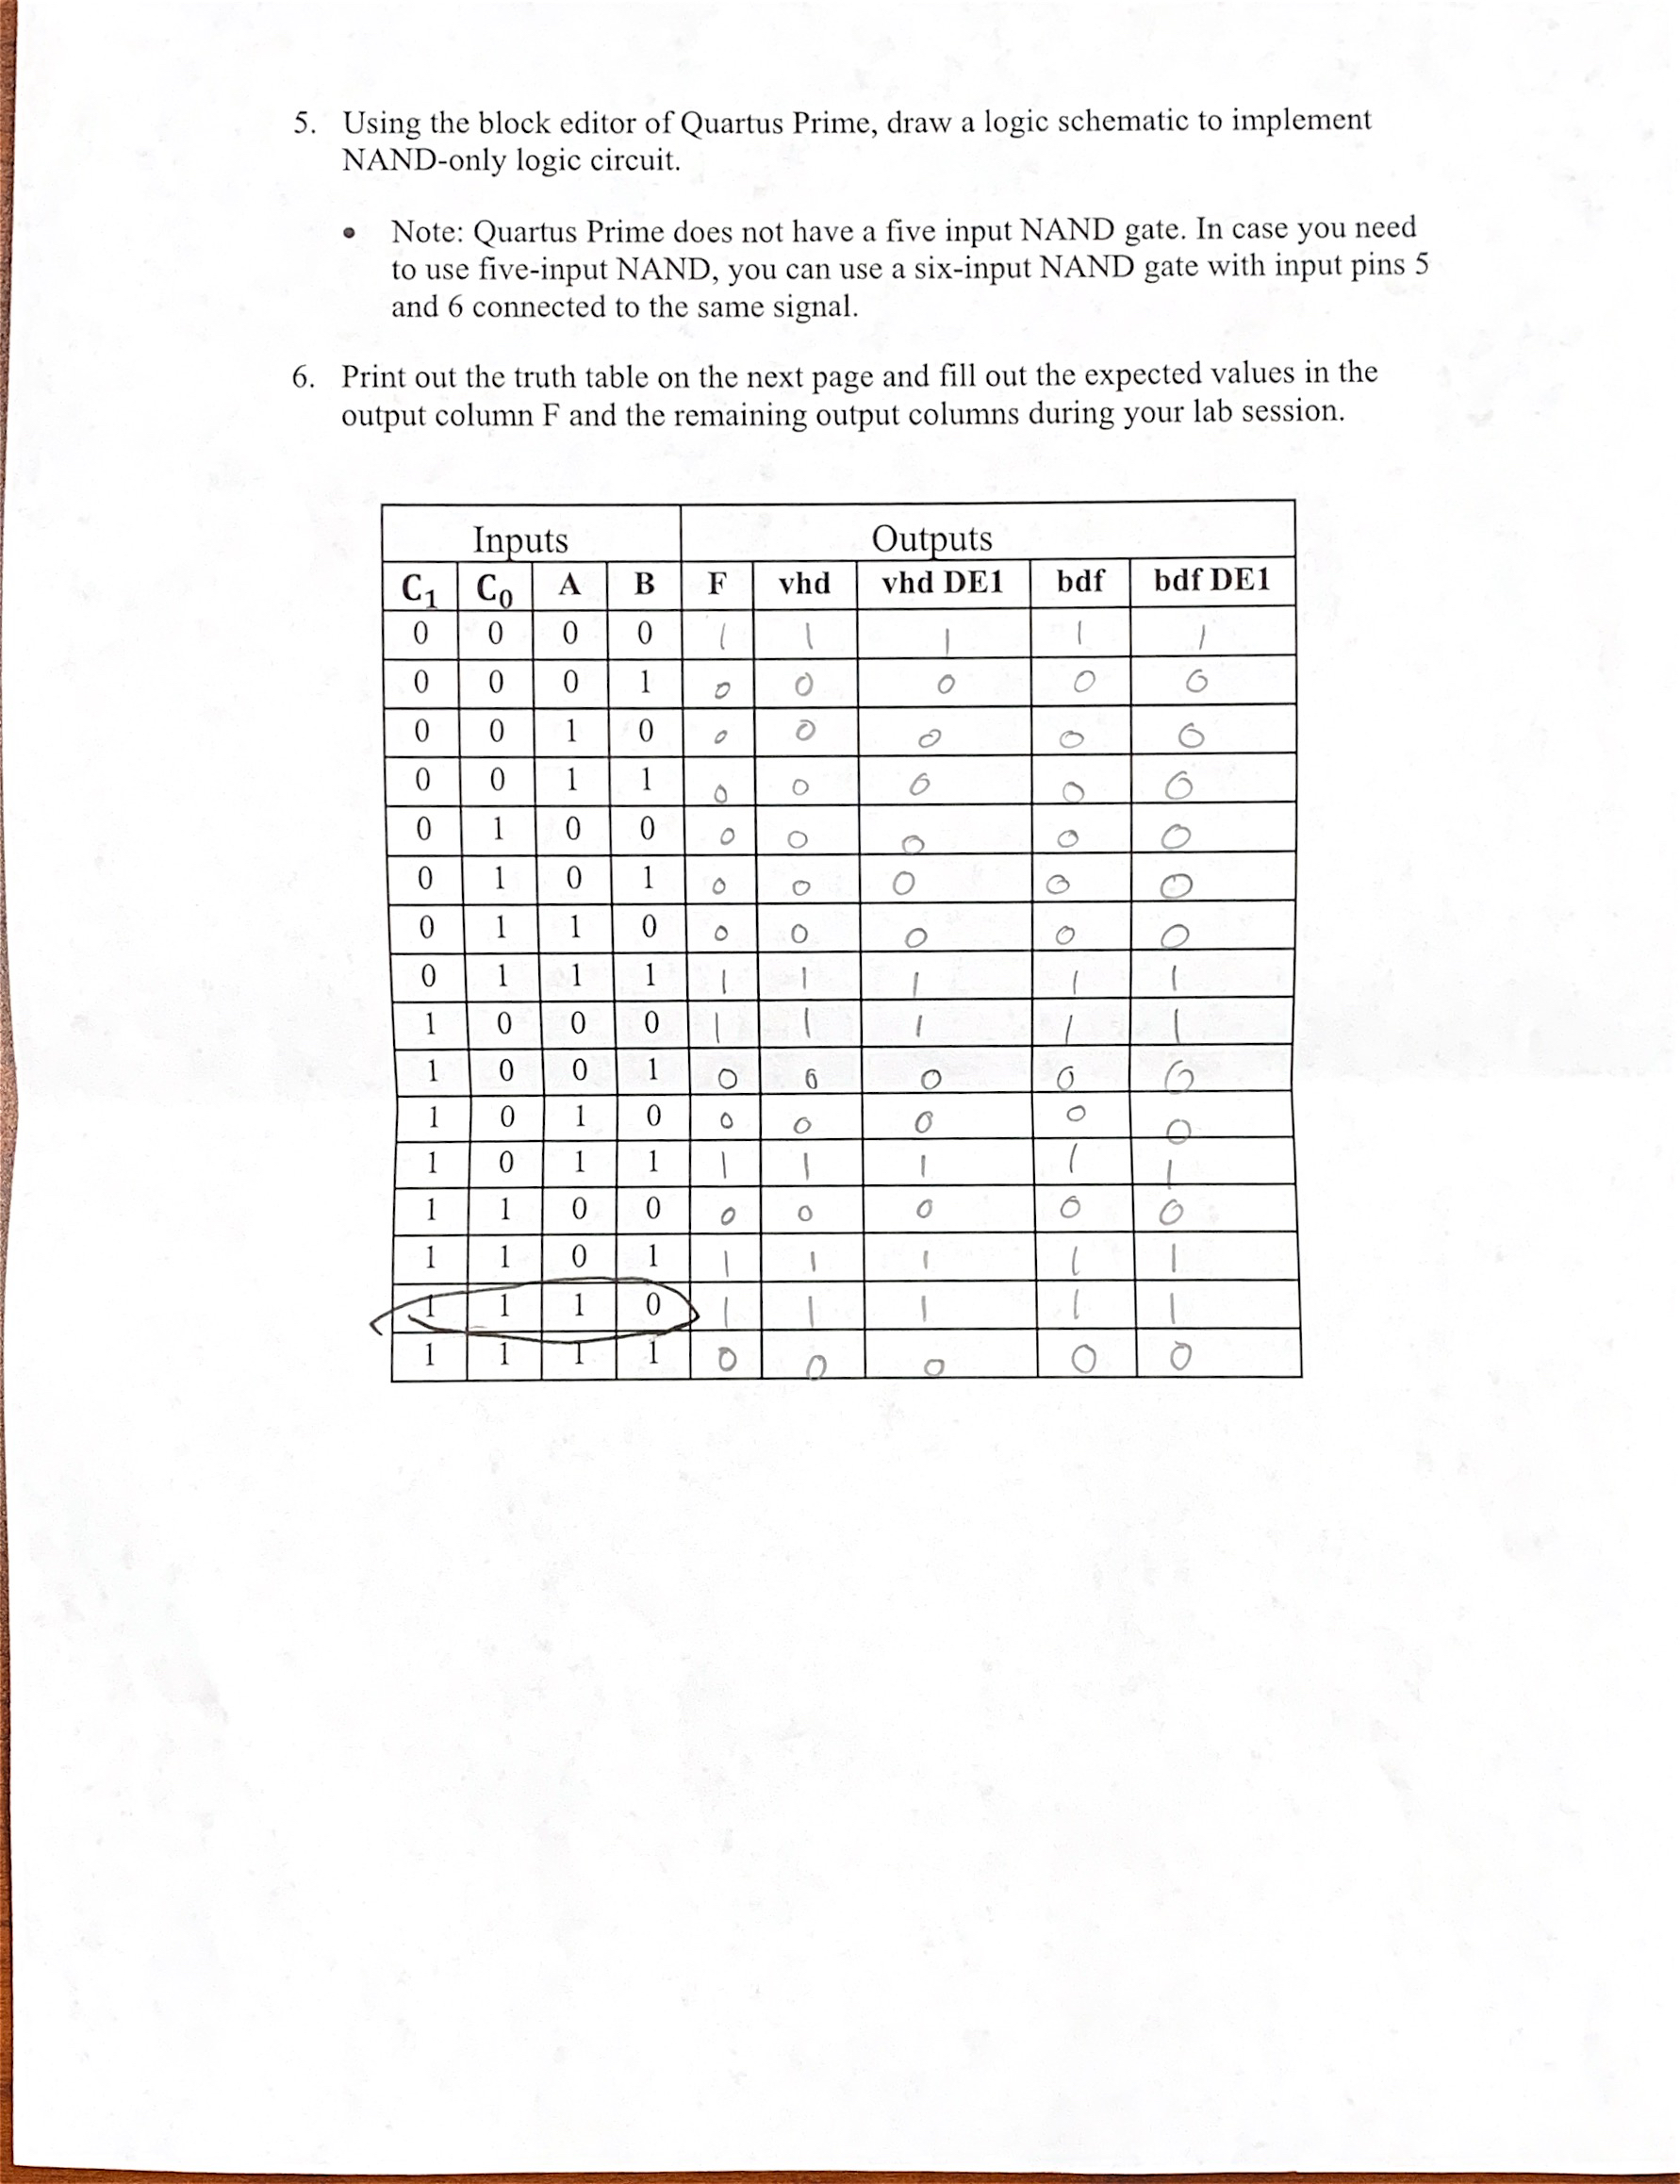 5. Using the block editor of Quartus Prime, draw a logic schematic to implement
NAND-only logic circuit.
• Note: Quartus Prime does not have a five input NAND gate. In case you need
to use five-input NAND, you can use a six-input NAND gate with input pins 5
and 6 connected to the same signal.
6. Print out the truth table on the next page and fill out the expected values in the
output column F and the remaining output columns during your lab session.
Inputs Outputs
C₁ C₀ A B F vhd vhd DE1 bdf bdf DE1
0 0 0 0 1 1 1 1 1
0 0 0 1 0 0 0 0 0
0 0 1 0 0 0 0 0 0
0 0 1 1 0 0 0 0 0
0 1 0 0 0 0 0 0 0
0 1 0 1 0 0 0 0 0
0 1 1 0 0 0 0 0 0
0 1 1 1 1 1 1 1 1
1 0 0 0 1 1 1 1 1
1 0 0 1 0 0 0 0 0
1 0 1 0 0 0 0 0 0
1 0 1 1 1 1 1 1 1
1 1 0 0 0 0 0 0 0
1 1 0 1 1 1 1 1 1
1 1 1 0 1 1 1 1 1
1 1 1 1 0 0 0 0 0